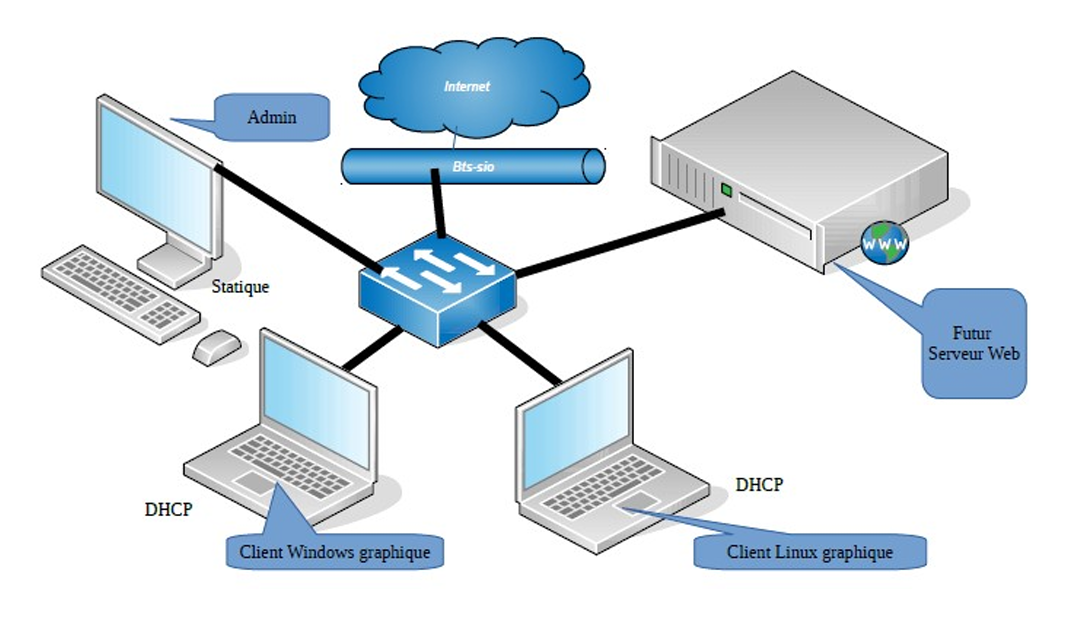 Internet
Admin
Bts-sio
WWW
Statique
Futur
Serveur Web
DHCP
DHCP
Client Windows graphique
Client Linux graphique